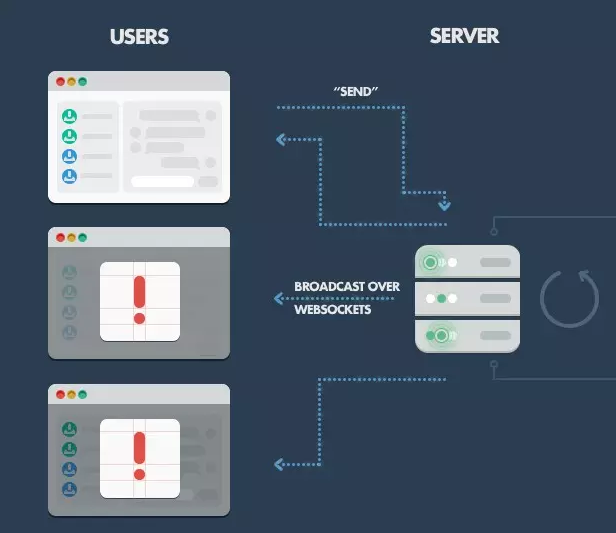 USERS
SERVER
"SEND"
BROADCAST OVER
WEBSOCKETS